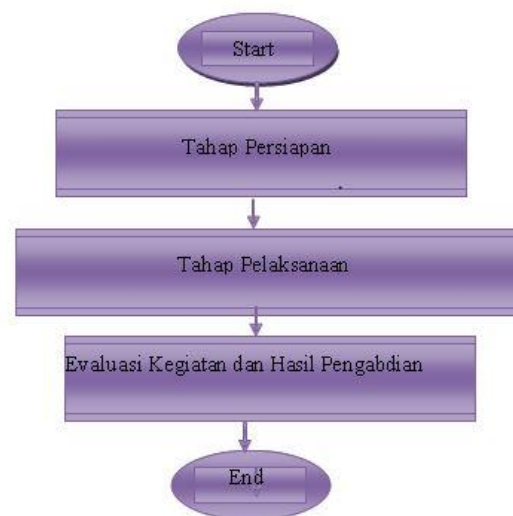 Start
Tahap Persiapan
Tahap Pelaksanaan
Evaluasi Kegiatan dan Hasil Pengabdian
End